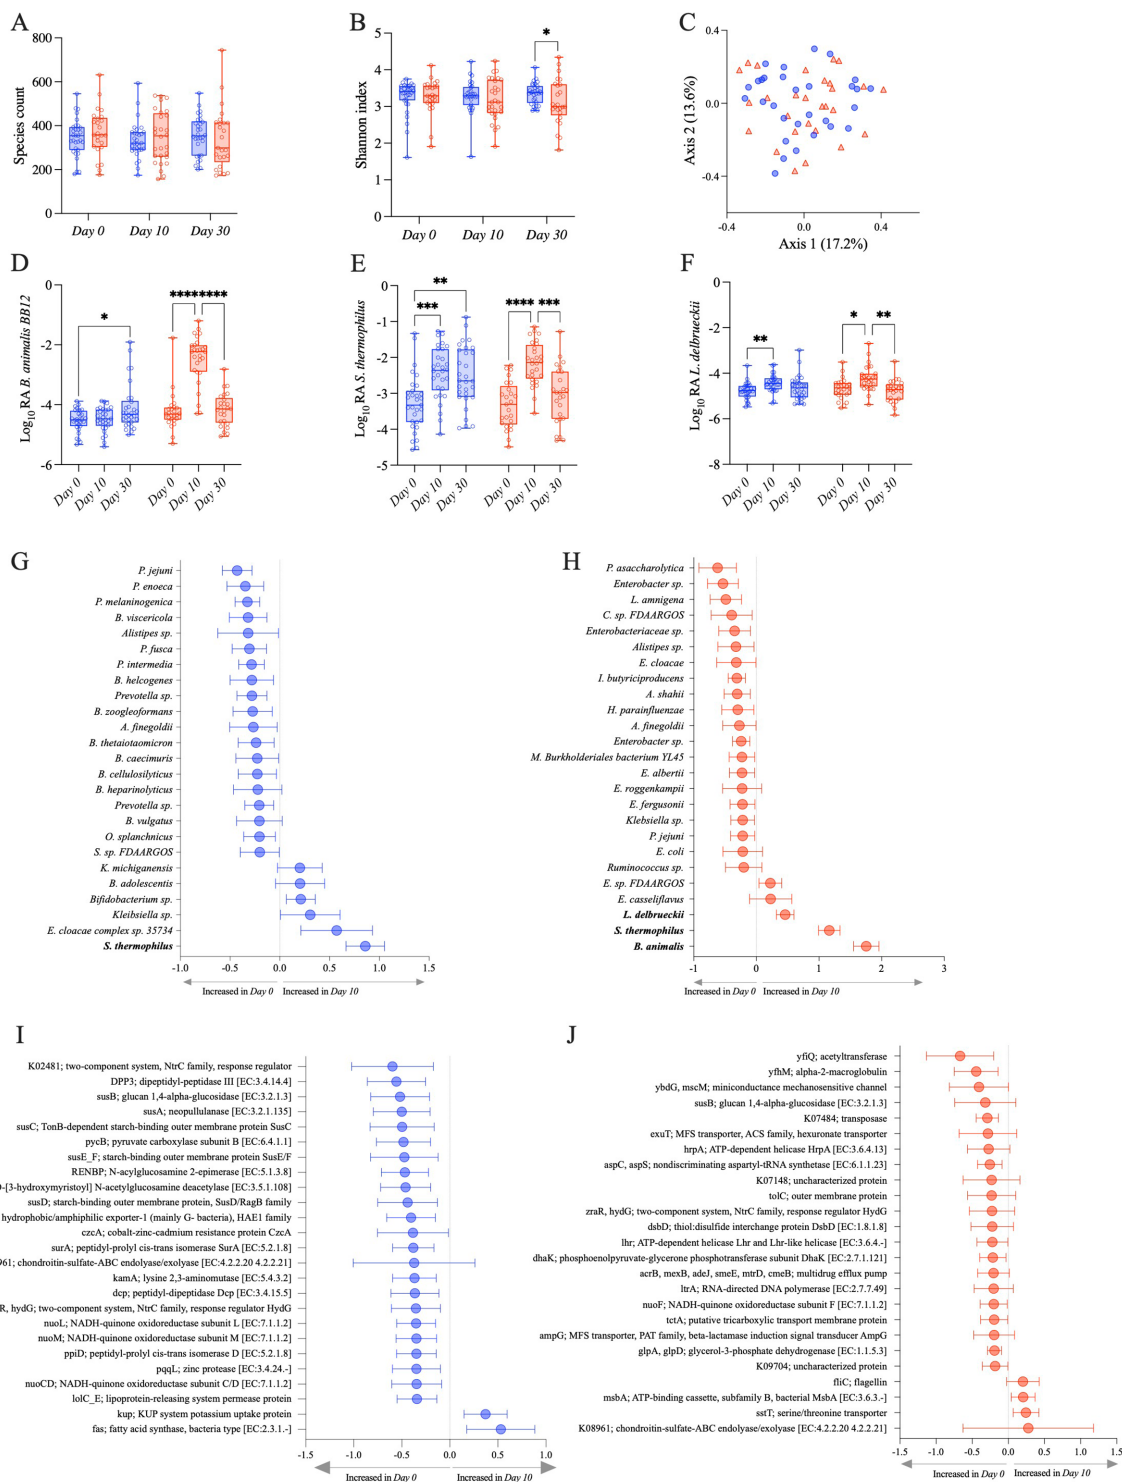 A
Species count
800
600
400
200
0
Day 0
Day 10
Day 30
B
Shannon index
5
4
3
2
1
0
*
Day 0
Day 10
Day 30
C
Axis 2 (13.6%)
0.4
0.0
-0.4
-0.4
0.0
0.4
Axis 1 (17.2%)
D
Log10 RA B. animalis BB12
0
-2
-4
-6
*
****
****
Day 0
Day 10
Day 30
Day 0
Day 10
Day 30
E
Log10 RA S. thermophilus
0
-1
-2
-3
-4
-5
**
***
****
***
Day 0
Day 10
Day 30
Day 0
Day 10
Day 30
F
Log10 RA L. delbrueckii
0
-2
-4
-6
-8
**
*
**
Day 0
Day 10
Day 30
Day 0
Day 10
Day 30
G
P. jejuni
P. enoeca
P. melaninogenica
B. viscericola
Alistipes sp.
P. fusca
P. intermedia
B. helcogenes
Prevotella sp.
B. zoogleoformans
A. finegoldii
B. thetaiotaomicron
B. caecimuris
B. cellulosilyticus
B. heparinolyticus
Prevotella sp.
B. vulgatus
O. splanchnicus
S. sp. FDAARGOS
K. michiganensis
B. adolescentis
Bifidobacterium sp.
Kleibsiella sp.
E. cloacae complex sp. 35734
S. thermophilus
-1.0
-0.5
0.0
0.5
1.0
1.5
Increased in Day 0
Increased in Day 10
H
P. asaccharolytica
Enterobacter sp.
L. amnigena
C. sp. FDAARGOS
Enterobacteriaceae sp.
Alistipes sp.
E. cloacae
I. butyriciproducens
A. shahii
H. parainfluenzae
A. finegoldii
Enterobacter sp.
M. Burkholderiales bacterium YL45
E. albertii
E. roggenkampii
E. fergusonii
Klebsiella sp.
P. jejuni
E. coli
Ruminococcus sp.
E. sp. FDAARGOS
E. casseliflavus
L. delbrueckii
S. thermophilus
B. animalis
-1
0
1
2
3
Increased in Day 0
Increased in Day 10
I
K02481; two-component system, NtrC family, response regulator
DPP3; dipeptidyl-peptidase III [EC:3.4.14.4]
susB; glucan 1,4-alpha-glucosidase [EC:3.2.1.3]
susA; neopullulanase [EC:3.2.1.135]
susC; TonB-dependent starch-binding outer membrane protein SusC
pycB; pyruvate carboxylase subunit B [EC:6.4.1.1]
susE_F; starch-binding outer membrane protein SusE/F
RENBP; N-acylglucosamine 2-epimerase [EC:5.1.3.8]
)-[3-hydroxymyristoyl] N-acetylglucosamine deacetylase [EC:3.5.1.108]
susD; starch-binding outer membrane protein, SusD/RagB family
hydrophobic/amphiphilic exporter-1 (mainly G- bacteria), HAE1 family
czcA; cobalt-zinc-cadmium resistance protein CzcA
surA; peptidyl-prolyl cis-trans isomerase SurA [EC:5.2.1.8]
961; chondroitin-sulfate-ABC endolyase/exolyase [EC:4.2.2.20 4.2.2.21]
kamA; lysine 2,3-aminomutase [EC:5.4.3.2]
dcp; peptidyl-dipeptidase Dcp [EC:3.4.15.5]
R, hydG; two-component system, NtrC family, response regulator HydG
nuoL; NADH-quinone oxidoreductase subunit L [EC:7.1.1.2]
nuoM; NADH-quinone oxidoreductase subunit M [EC:7.1.1.2]
ppiD; peptidyl-prolyl cis-trans isomerase D [EC:5.2.1.8]
pqqL; zinc protease [EC:3.4.24.-]
nuoCD; NADH-quinone oxidoreductase subunit C/D [EC:7.1.1.2]
lolC_E; lipoprotein-releasing system permease protein
kup; KUP system potassium uptake protein
fas; fatty acid synthase, bacteria type [EC:2.3.1.-]
-1.5
-1.0
-0.5
0.0
0.5
1.0
Increased in Day 0
Increased in Day 10
J
yfiQ; acetyltransferase
yfhM; alpha-2-macroglobulin
ybdG, mscM; miniconductance mechanosensitive channel
susB; glucan 1,4-alpha-glucosidase [EC:3.2.1.3]
K07484; transposase
exuT; MFS transporter, ACS family, hexuronate transporter
hrpA; ATP-dependent helicase HrpA [EC:3.6.4.13]
aspC, aspS; nondiscriminating aspartyl-tRNA synthetase [EC:6.1.1.23]
K07148; uncharacterized protein
tolC; outer membrane protein
zraR, hydG; two-component system, NtrC family, response regulator HydG
dsbD; thiol:disulfide interchange protein DsbD [EC:1.8.1.8]
lhr; ATP-dependent helicase Lhr and Lhr-like helicase [EC:3.6.4.-]
dhaK; phosphoenolpyruvate-glycerone phosphotransferase subunit DhaK [EC:2.7.1.121]
acrB, mexB, adeJ, smeE, mtrD, cmeB; multidrug efflux pump
ltrA; RNA-directed DNA polymerase [EC:2.7.7.49]
nuoF; NADH-quinone oxidoreductase subunit F [EC:7.1.1.2]
tctA; putative tricarboxylic transport membrane protein
ampG; MFS transporter, PAT family, beta-lactamase induction signal transducer AmpG
glpA, glpD; glycerol-3-phosphate dehydrogenase [EC:1.1.5.3]
K09704; uncharacterized protein
fliC; flagellin
msbA; ATP-binding cassette, subfamily B, bacterial MsbA [EC:3.6.3.-]
sstT; serine/threonine transporter
K08961; chondroitin-sulfate-ABC endolyase/exolyase [EC:4.2.2.20 4.2.2.21]
-1.5
-1.0
-0.5
0.0
0.5
1.0
1.5
Increased in Day 0
Increased in Day 10